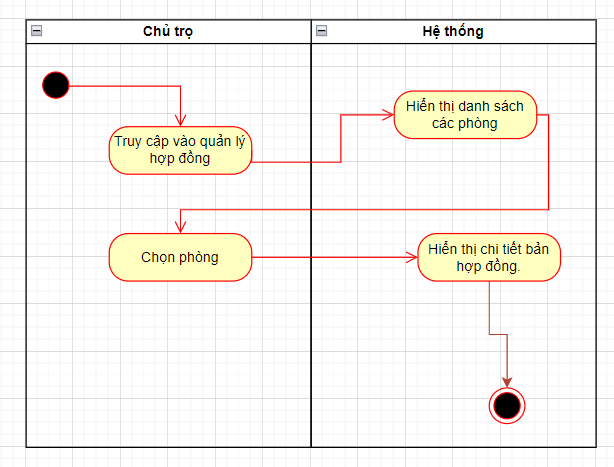 Chủ trọ
Hệ thống
Hiển thị danh sách
các phòng
Truy cập vào quản lý
hợp đồng
Chọn phòng
Hiển thị chi tiết bản
hợp đồng.